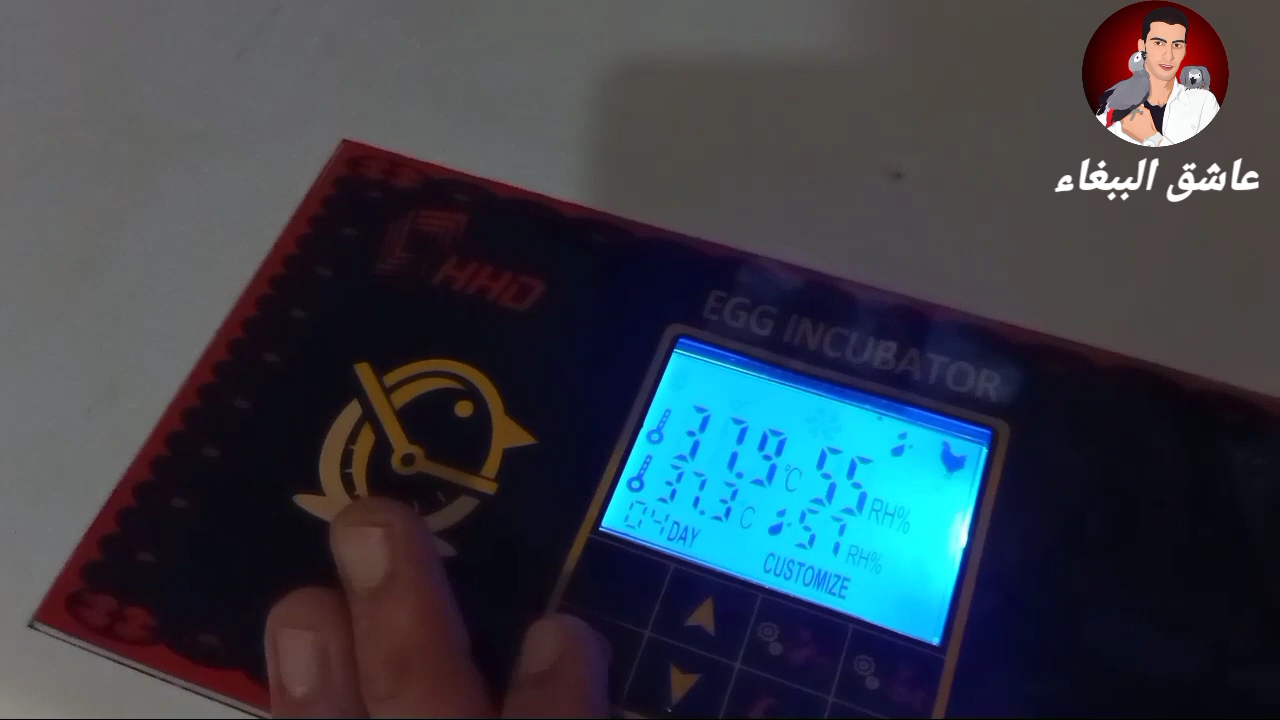 عاشق الببغاء
HHD
EGG INCUBATOR
37.9 °C 55 RH%
37.3 °C 57 RH%
04 DAY
CUSTOMIZE